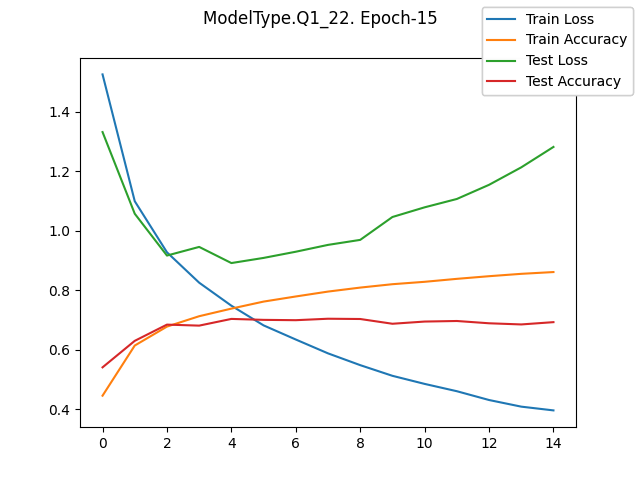 ModelType.Q1_22. Epoch-15
Train Loss
Train Accuracy
Test Loss
Test Accuracy
1.4
1.2
1.0
0.8
0.6
0.4
0 2 4 6 8 10 12 14